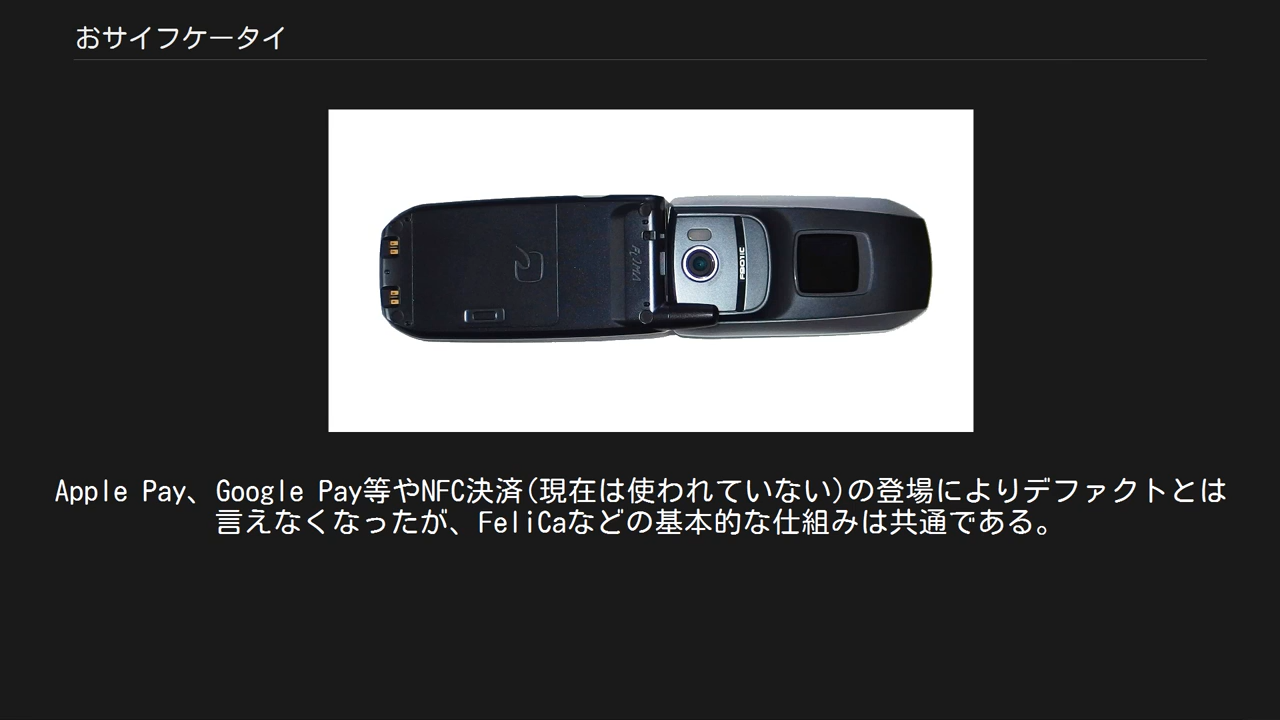 おサイフケータイ
F901iC
Apple Pay、Google Pay等やNFC決済(現在は使われていない)の登場によりデファクトとは
言えなくなったが、FeliCaなどの基本的な仕組みは共通である。